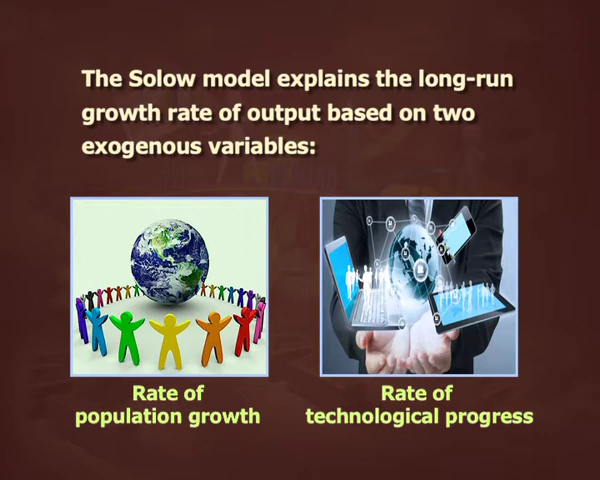 The Solow model explains the long-run
growth rate of output based on two
exogenous variables:
Rate of
population growth
Rate of
technological progress